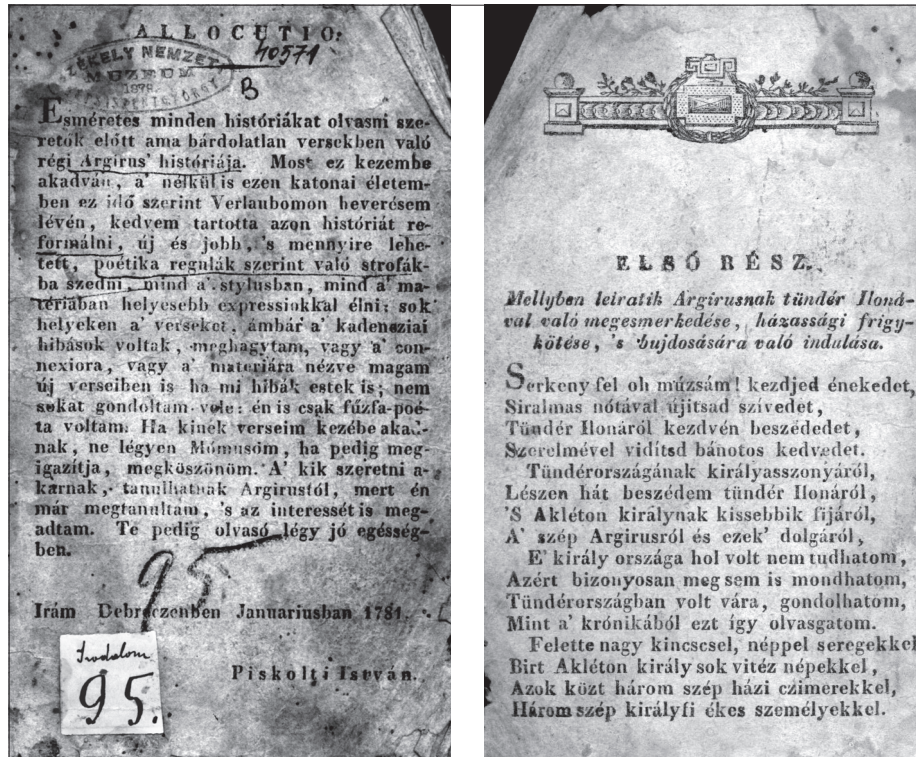 ALLOCUTIO:
10571
ZÉKELY NEMZETI
MUZEUM
1879.
B
Esméretes minden históriákat olvasni sze-
retők előtt ama bárdolatlan versekben való
régi Argirus' históriája. Most ez kezembe
akadván, a' nélkül is ezen katonai életem-
ben ez idő szerint Verlaubomon heverésem
lévén, kedvem tartotta azon históriát re-
formálni, új és jobb, 's mennyire lehe-
tett, poétika regulák szerint való strofák-
ba szedni, mind a' stylusban, mind a' ma-
tériában helyesebb expressiokkal élni: sok
helyeken a' verseket, ámbár a' kadencziai
hibások voltak, meghagytam, vagy a' con-
nexiora, vagy a' materiára nézve magam
új verseiben is ha mi hibák estek is; nem
sokat gondoltam vele: én is csak fűzfa-poé-
ta voltam. Ha kinek verseim kezébe akad-
nak, ne légyen Mómusom, ha pedig meg-
igazítja, megköszönöm. A' kik szeretni a-
karnak, tanulhatnak Argirustól, mert én
már megtanultam, 's az interessét is meg-
adtam. Te pedig olvasó légy jó egésség-
ben.
95
Irám Debreczenben Januariusban 1781.
Piskolti István.
Irodalom
95.
ELSŐ RÉSZ.
Mellyben leiratik Argirusnak tündér Iloná-
val való megesmerkedése, házassági frigy-
kötése, 's bujdosására való indulása.
Serkeny fel oh múzsám! kezdjed énekedet,
Siralmas nótával újitsad szívedet,
Tündér Ilonáról kezdvén beszédedet,
Szerelmével vidítsd bánotos kedvedet.
Tündérországának királyasszonyáról,
Lészen hát beszédem tündér Ilonáról,
'S Akléton királynak kissebbik fijáról,
A' szép Argirusról és ezek' dolgáról,
E' király országa hol volt nem tudhatom,
Azért bizonyosan meg sem is mondhatom,
Tündérországban volt vára, gondolhatom,
Mint a' krónikából ezt így olvasgatom.
Felette nagy kincscsel, néppel seregekkel
Birt Akléton király sok vitéz népekkel,
Azok közt három szép házi czimerekkel,
Három szép királyfi ékes személyekkel.